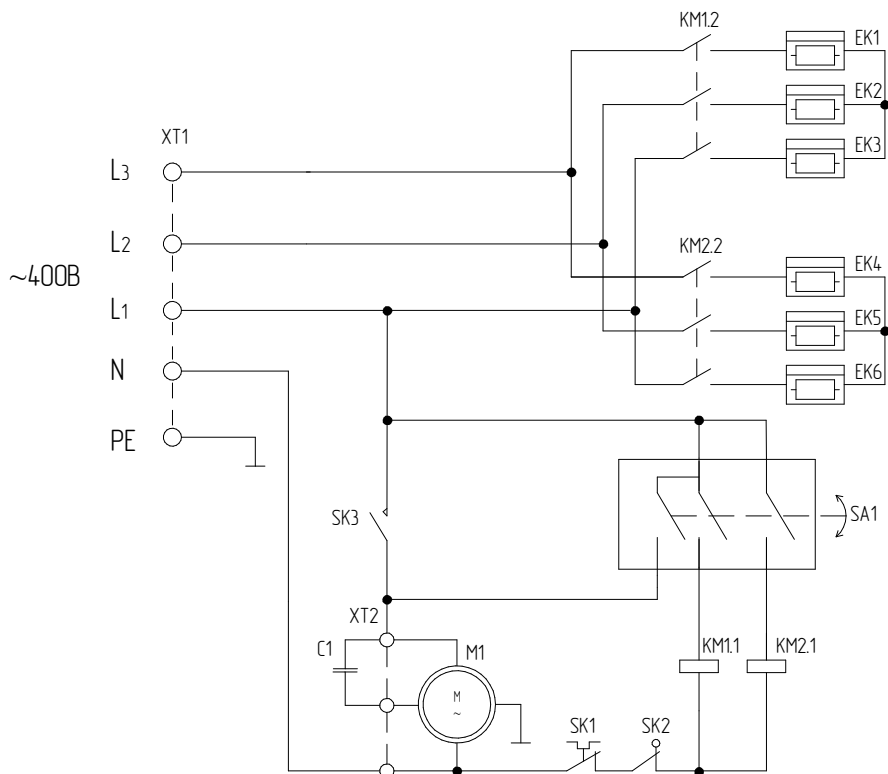 KM1.2
EK1
EK2
XT1
EK3
L3
L2
KM2.2
EK4
~400В
L1
EK5
N
EK6
PE
SK3
SA1
XT2
C1
M1
KM1.1
KM2.1
M
~
SK1
SK2